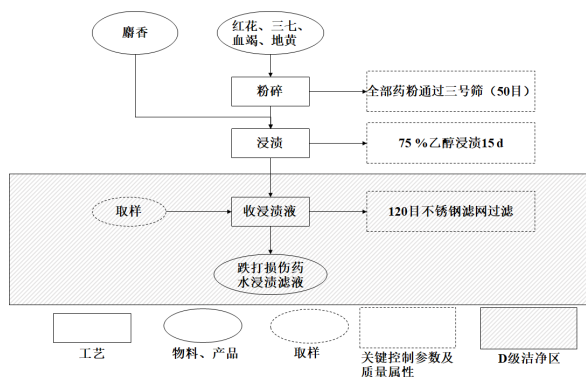 麝香
红花、三七、
血竭、地黄
粉碎
全部药粉通过三号筛（50目）
浸渍
75 %乙醇浸渍15 d
取样
收浸渍液
120目不锈钢滤网过滤
跌打损伤药
水浸渍滤液
工艺
物料、产品
取样
关键控制参数及
质量属性
D级洁净区